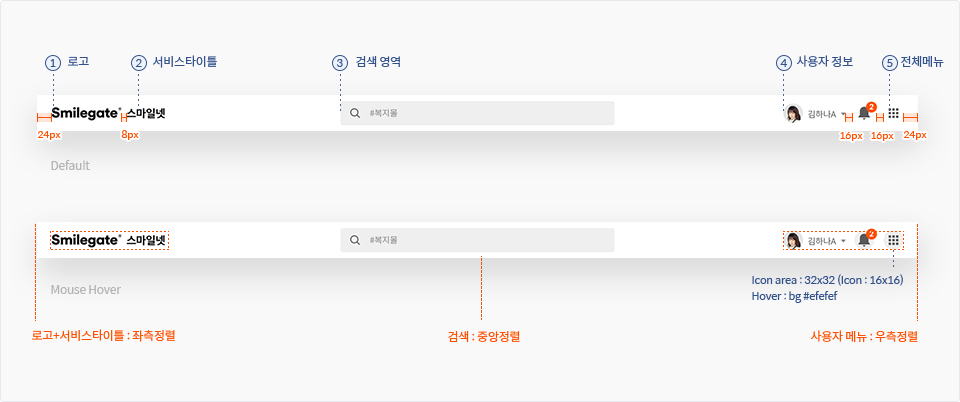 ① 로고
② 서비스타이틀
③ 검색 영역
④ 사용자 정보
⑤ 전체메뉴
Smilegate® 스마일넷
#복지몰
김하나A
2
24px
8px
16px
16px
24px
Default
Smilegate® 스마일넷
#복지몰
김하나A
2
Mouse Hover
Icon area : 32x32 (Icon : 16x16)
Hover : bg #efefef
로고+서비스타이틀 : 좌측정렬
검색 : 중앙정렬
사용자 메뉴 : 우측정렬